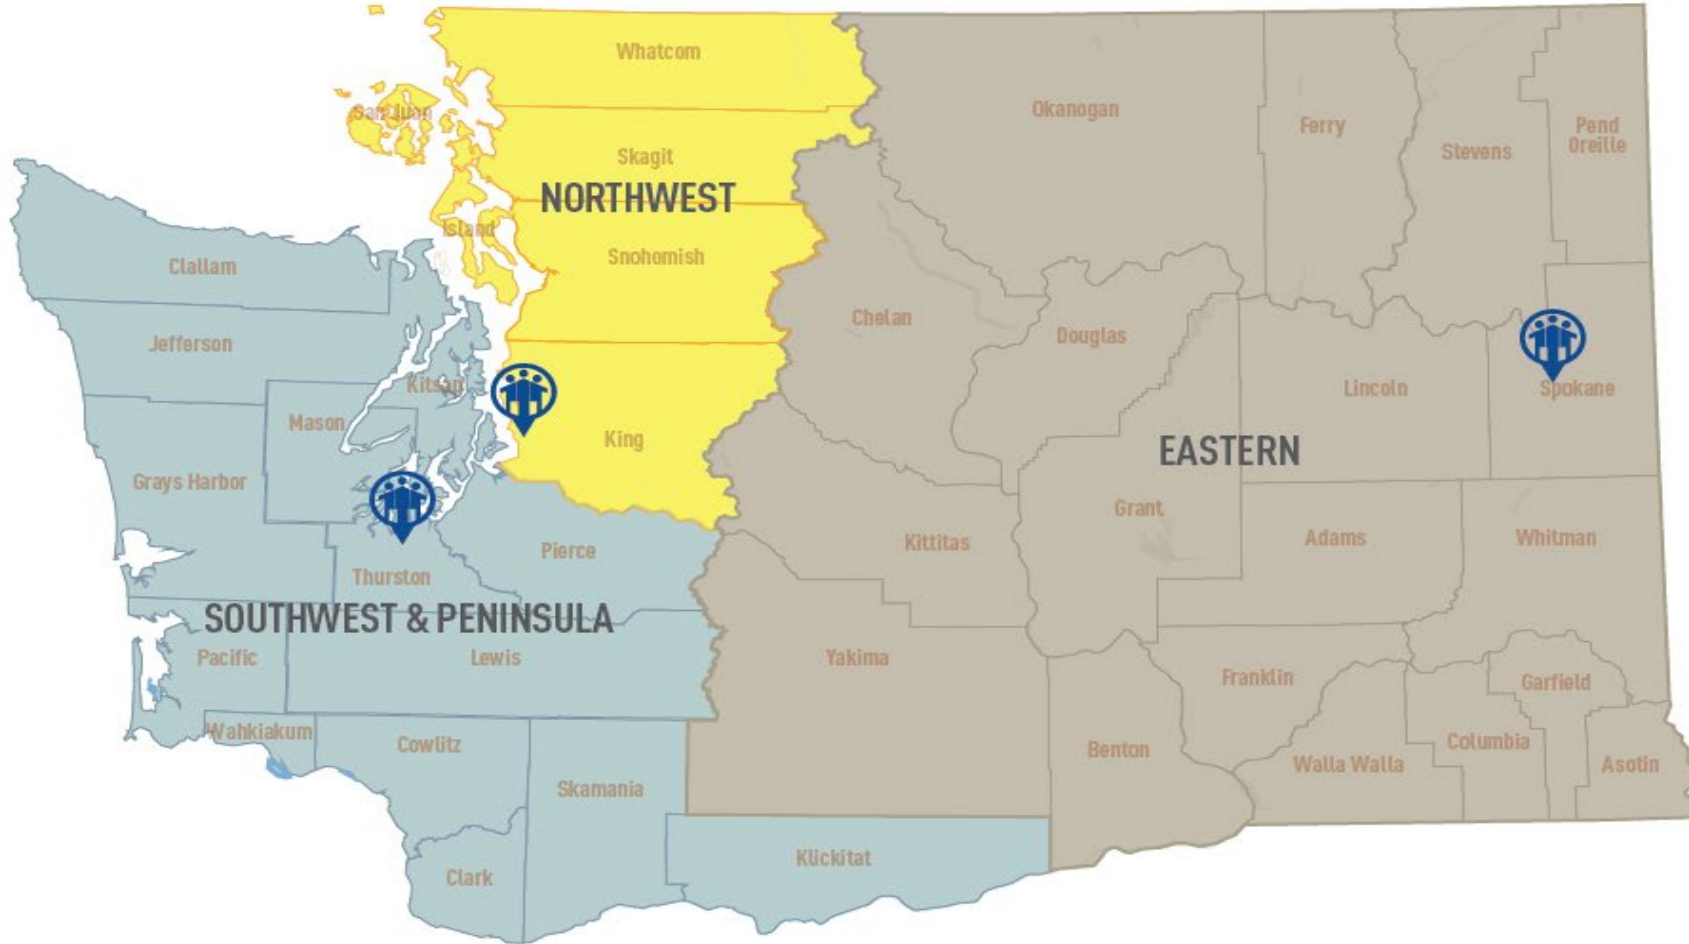 Whatcom
San Juan
Skagit
NORTHWEST
Island
Snohomish
King
Okanogan
Ferry
Stevens
Pend
Oreille
Chelan
Douglas
Lincoln
Spokane
EASTERN
Grant
Kittitas
Adams
Whitman
Yakima
Franklin
Garfield
Benton
Walla Walla
Columbia
Asotin
Clallam
Jefferson
Kitsap
Mason
Grays Harbor
Pierce
Thurston
SOUTHWEST & PENINSULA
Pacific
Lewis
Wahkiakum
Cowlitz
Skamania
Clark
Klickitat